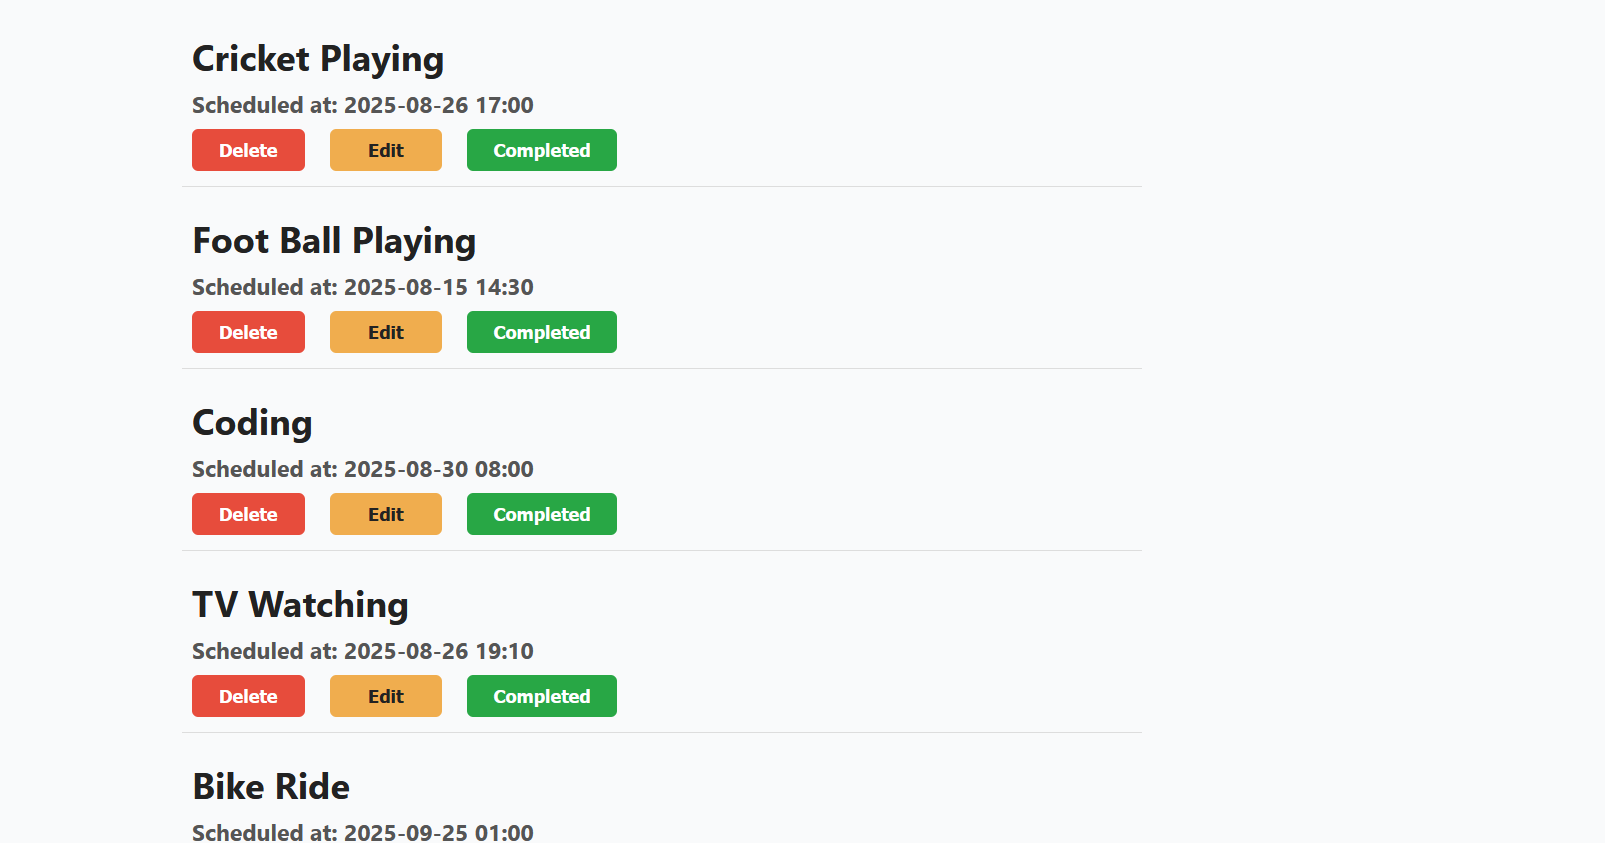 Cricket Playing
Scheduled at: 2025-08-26 17:00
Delete Edit Completed
Foot Ball Playing
Scheduled at: 2025-08-15 14:30
Delete Edit Completed
Coding
Scheduled at: 2025-08-30 08:00
Delete Edit Completed
TV Watching
Scheduled at: 2025-08-26 19:10
Delete Edit Completed
Bike Ride
Scheduled at: 2025-09-25 01:00